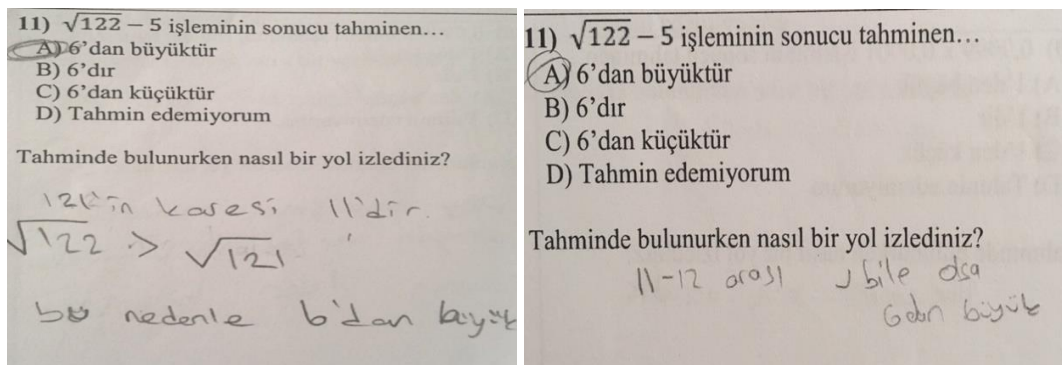 11) √122 – 5 işleminin sonucu tahminen…
A) 6’dan büyüktür
B) 6’dır
C) 6’dan küçüktür
D) Tahmin edemiyorum
Tahminde bulunurken nasıl bir yol izlediniz?
121'in karesi 11'dir.
√122 > √121
bu nedenle 6'dan büyük
11) √122 – 5 işleminin sonucu tahminen…
A) 6’dan büyüktür
B) 6’dır
C) 6’dan küçüktür
D) Tahmin edemiyorum
Tahminde bulunurken nasıl bir yol izlediniz?
11-12 arası bile olsa
6dan büyük